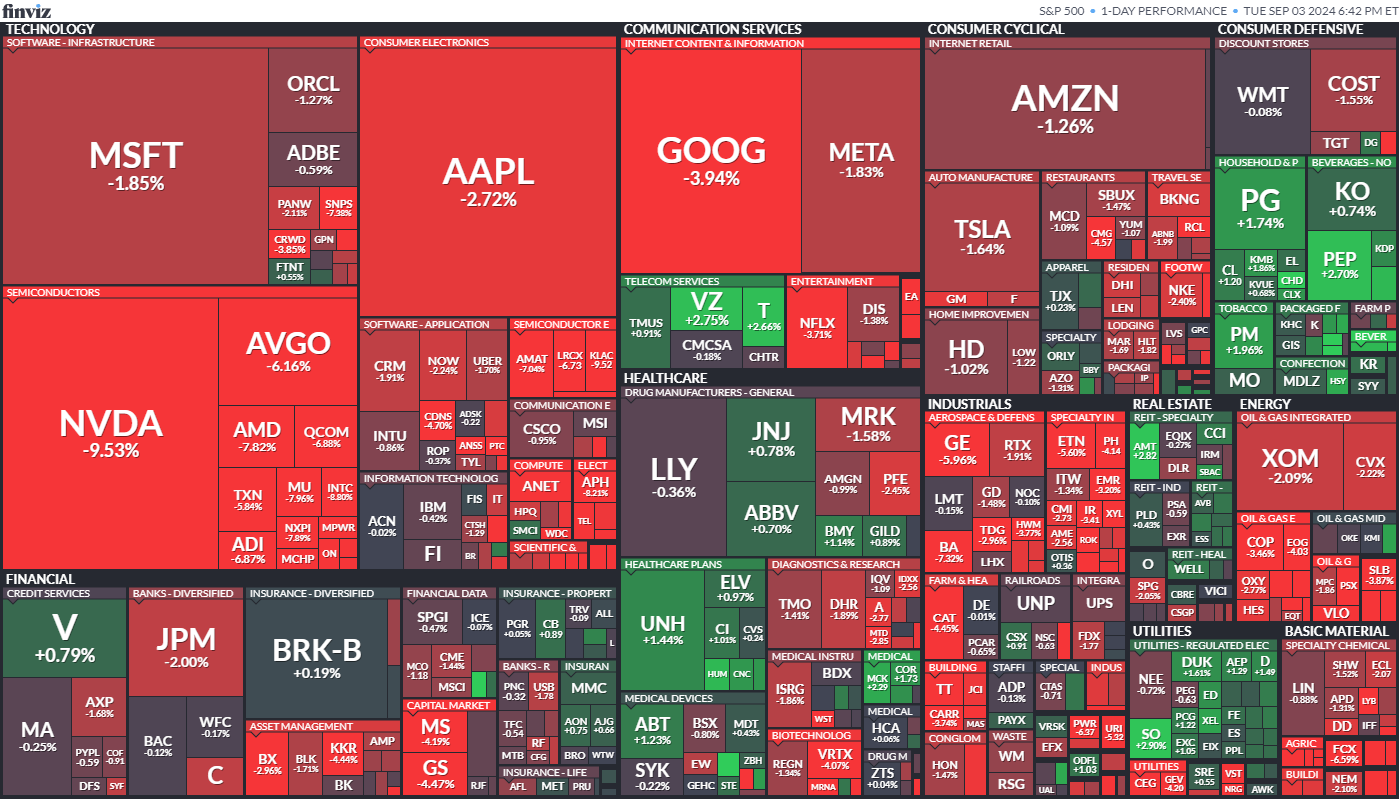 finviz
S&P 500 • 1-DAY PERFORMANCE • TUE SEP 03 2024 6:42 PM ET
TECHNOLOGY
SOFTWARE - INFRASTRUCTURE
MSFT
-1.85%
ORCL
-1.27%
ADBE
-0.59%
PANW
-2.11%
SNPS
-7.38%
CRWD
-3.85%
GPN
FTNT
+0.55%
CONSUMER ELECTRONICS
AAPL
-2.72%
SEMICONDUCTORS
NVDA
-9.53%
AVGO
-6.16%
AMD
-7.82%
QCOM
-6.88%
TXN
-5.84%
MU
-7.96%
INTC
-8.80%
ADI
-6.87%
NXPI
-7.89%
MPWR
MCHP
ON
SOFTWARE - APPLICATION
CRM
-1.91%
NOW
-2.24%
UBER
-1.70%
INTU
-0.86%
CDNS
-4.70%
ADSK
-0.22
ROP
-0.37%
ANSS
PTC
TYL
SEMICONDUCTOR E
AMAT
-7.04%
LRCX
-6.73
KLAC
-9.52
COMMUNICATION E
CSCO
-0.95%
MSI
INFORMATION TECHNOLOG
ACN
-0.02%
IBM
-0.42%
FI
FIS
IT
CTSH
-1.29
BR
COMPUTE
ANET
HPQ
SMCI
WDC
ELECT
APH
-8.21%
TEL
SCIENTIFIC &
COMMUNICATION SERVICES
INTERNET CONTENT & INFORMATION
GOOG
-3.94%
META
-1.83%
TELECOM SERVICES
TMUS
+0.91%
VZ
+2.75%
T
+2.66%
CMCSA
-0.18%
CHTR
ENTERTAINMENT
NFLX
-3.71%
DIS
-1.38%
EA
CONSUMER CYCLICAL
INTERNET RETAIL
AMZN
-1.26%
AUTO MANUFACTURE
TSLA
-1.64%
GM
F
RESTAURANTS
MCD
-1.09%
SBUX
-1.47%
CMG
-4.57
YUM
-1.07
TRAVEL SE
BKNG
ABNB
-1.99
RCL
HOME IMPROVEMEN
HD
-1.02%
LOW
-1.22
APPAREL
TJX
+0.23%
RESIDEN
DHI
LEN
FOOTW
NKE
-2.40%
SPECIALTY
ORLY
AZO
-1.31%
BBY
LODGING
MAR
-1.69
HLT
-1.82
LVS
GPC
PACKAGI
IP
CONSUMER DEFENSIVE
DISCOUNT STORES
WMT
-0.08%
COST
-1.55%
TGT
DG
HOUSEHOLD & P
PG
+1.74%
CL
+1.20
KMB
+1.86%
KVUE
+0.68%
EL
CHD
CLX
BEVERAGES - NO
KO
+0.74%
PEP
+2.70%
KDP
TOBACCO
PM
+1.96%
MO
PACKAGED F
KHC
K
GIS
CONFECTION
MDLZ
HSY
FARM P
BEVER
KR
SYY
HEALTHCARE
DRUG MANUFACTURERS - GENERAL
LLY
-0.36%
JNJ
+0.78%
ABBV
+0.70%
MRK
-1.58%
AMGN
-0.99%
PFE
-2.45%
BMY
+1.14%
GILD
+0.89%
HEALTHCARE PLANS
UNH
+1.44%
ELV
+0.97%
CI
+1.01%
CVS
+0.24
HUM
CNC
DIAGNOSTICS & RESEARCH
TMO
-1.41%
DHR
-1.89%
IQV
-1.09
IDXX
-2.56
A
-2.77
MTD
-2.85
MEDICAL INSTRU
ISRG
-1.86%
BDX
WST
MEDICAL
MCK
+2.29
COR
+1.73
MEDICAL
HCA
+0.06%
MEDICAL DEVICES
ABT
+1.23%
SYK
-0.22%
BSX
-0.80%
MDT
+0.43%
EW
GEHC
STE
ZBH
BIOTECHNOLOG
REGN
-1.34%
VRTX
-4.07%
MRNA
DRUG M
ZTS
+0.04%
INDUSTRIALS
AEROSPACE & DEFENS
GE
-5.96%
RTX
-1.91%
LMT
-0.15%
GD
-1.48%
NOC
-0.10%
BA
-7.32%
TDG
-2.96%
HWM
-3.77%
LHX
SPECIALTY IN
ETN
-5.60%
PH
-4.14
ITW
-1.34%
EMR
-3.20%
CMI
-2.73
IR
-3.41
XYL
AME
-2.56
ROK
OTIS
+0.36
FARM & HEA
CAT
-4.45%
DE
-0.01%
PCAR
-0.65%
RAILROADS
UNP
CSX
+0.91
NSC
-0.63
INTEGRA
UPS
FDX
-1.77
BUILDING
TT
JCI
CARR
-3.74%
MAS
STAFFI
ADP
-0.13%
PAYX
SPECIAL
CTAS
-0.71
VRSK
EFX
INDUS
PWR
-6.37
URI
-5.32
ODFL
+1.03
CONGLOM
HON
-1.47%
WASTE
WM
RSG
UAL
REAL ESTATE
REIT - SPECIALTY
AMT
+2.82
EQIX
-0.27%
CCI
DLR
IRM
SBAC
REIT - IND
PLD
+0.43%
PSA
-0.59
EXR
REIT -
AVB
ESS
O
SPG
-2.05%
REIT - HEAL
WELL
CBRE
VICI
CSGP
ENERGY
OIL & GAS INTEGRATED
XOM
-2.09%
CVX
-2.22%
OIL & GAS E
COP
-3.46%
EOG
-4.03
OXY
-2.77%
HES
EQT
OIL & GAS MID
OKE
KMI
OIL & G
MPC
-1.86
PSX
VLO
SLB
-3.87%
UTILITIES
UTILITIES - REGULATED ELEC
NEE
-0.72%
SO
+2.90%
DUK
+1.61%
AEP
+1.29
D
+1.49
PEG
-0.63
ED
PCG
+1.22
XEL
EXC
+1.05
EIX
FE
ES
PPL
UTILITIES
CEG
GEV
-4.20
SRE
+0.55
VST
NRG
AWK
BASIC MATERIAL
SPECIALTY CHEMICAL
LIN
-0.88%
SHW
-1.52%
ECL
-2.07
APD
-1.31%
LYB
DD
IFF
AGRIC
BUILDI
FCX
-6.59%
NEM
-2.10%
FINANCIAL
CREDIT SERVICES
V
+0.79%
MA
-0.25%
AXP
-1.68%
PYPL
-0.59
COF
-0.91
DFS
SYF
BANKS - DIVERSIFIED
JPM
-2.00%
BAC
-0.12%
WFC
-0.17%
C
INSURANCE - DIVERSIFIED
BRK-B
+0.19%
ASSET MANAGEMENT
BX
-2.96%
BLK
-1.71%
KKR
-4.44%
BK
AMP
FINANCIAL DATA
SPGI
-0.47%
ICE
-0.07%
MCO
-1.18
CME
-1.44%
MSCI
CAPITAL MARKET
MS
-4.19%
GS
-4.47%
RJF
INSURANCE - PROPERT
PGR
+0.05%
CB
+0.89
TRV
-0.09
ALL
L
BANKS - R
PNC
-0.32
USB
-1.78
TFC
-0.54
RF
MTB
CFG
INSURAN
MMC
AON
+0.75
AJG
+0.66
BRO
WTW
INSURANCE - LIFE
AFL
MET
PRU